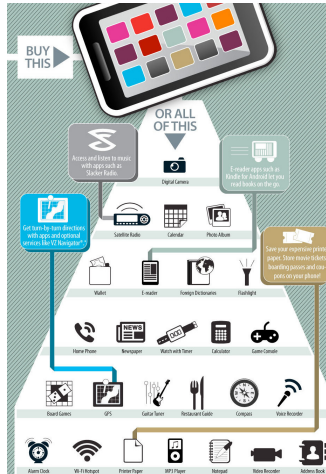 BUY
THIS
OR ALL
OF THIS
Access and listen to music
with apps such as
Slacker Radio.
E-reader apps such as
Kindle for Android let you
read books on the go.
Digital Camera
Satellite Radio
Calendar
Photo Album
Get turn-by-turn directions
with apps and optional
services like VZ Navigator℠.
Save your expensive printer
paper. Store movie tickets,
boarding passes and cou-
pons on your phone!
Wallet
E-reader
Foreign Dictionaries
Flashlight
NEWS
Home Phone
Newspaper
Watch with Timer
Calculator
Game Console
Board Games
GPS
Guitar Tuner
Restaurant Guide
Compass
Voice Recorder
Alarm Clock
Wi-Fi Hotspot
Printer Paper
MP3 Player
Notepad
Video Recorder
Address Book